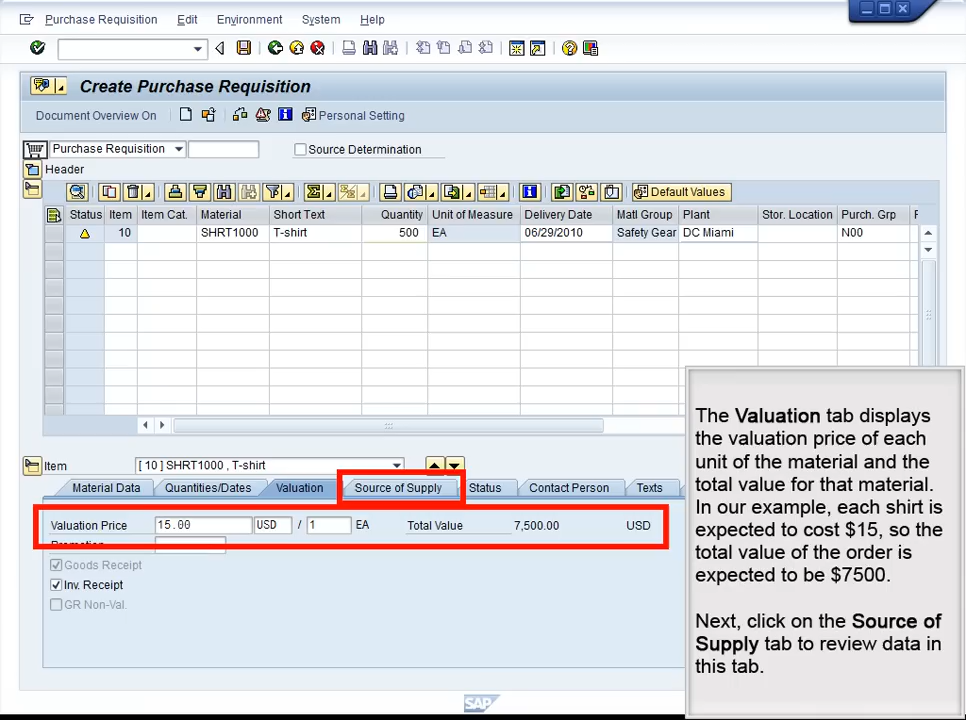 Purchase Requisition Edit Environment System Help
Create Purchase Requisition
Document Overview On Personal Setting
Purchase Requisition Source Determination
Header
Default Values
Status Item Item Cat. Material Short Text Quantity Unit of Measure Delivery Date Matl Group Plant Stor. Location Purch. Grp F
10 SHRT1000 T-shirt 500 EA 06/29/2010 Safety Gear DC Miami N00
Item [ 10 ] SHRT1000 , T-shirt
Material Data Quantities/Dates Valuation Source of Supply Status Contact Person Texts
Valuation Price 15.00 USD / 1 EA Total Value 7,500.00 USD
Goods Receipt
Inv. Receipt
GR Non-Val.
The Valuation tab displays
the valuation price of each
unit of the material and the
total value for that material.
In our example, each shirt is
expected to cost $15, so the
total value of the order is
expected to be $7500.
Next, click on the Source of
Supply tab to review data in
this tab.
SAP